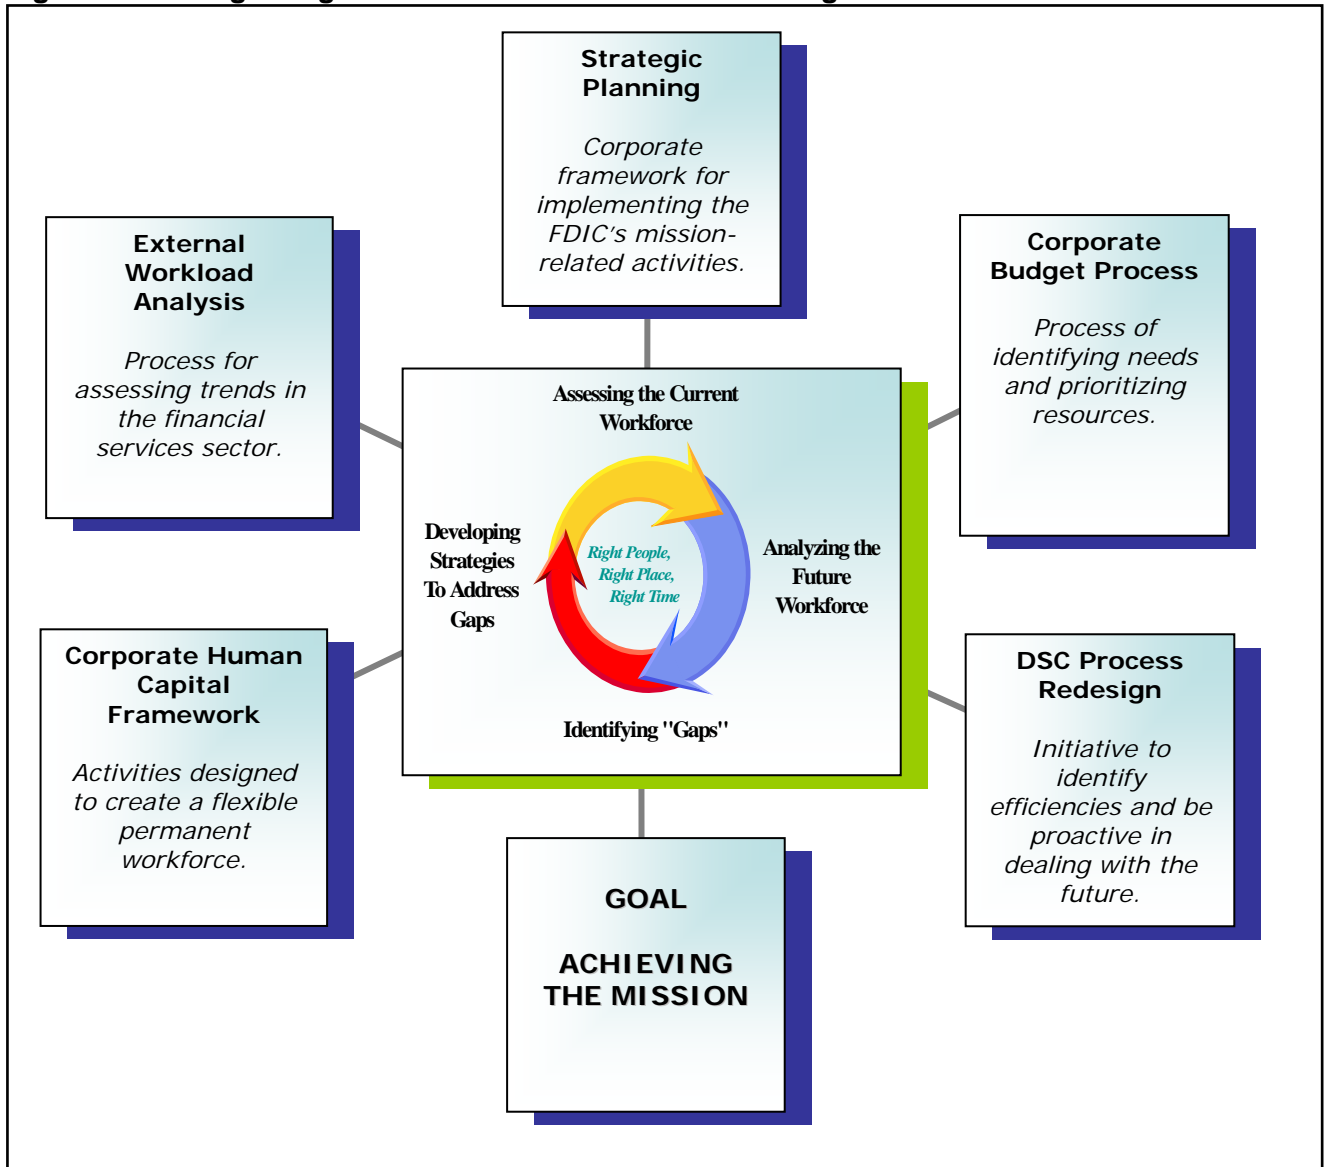 Strategic
Planning
Corporate
framework for
implementing the
FDIC's mission-
related activities.
External
Workload
Analysis
Process for
assessing trends in
the financial
services sector.
Corporate
Budget Process
Process of
identifying needs
and prioritizing
resources.
Assessing the Current
Workforce
Developing
Strategies
To Address
Gaps
Right People,
Right Place,
Right Time
Analyzing the
Future
Workforce
Identifying "Gaps"
Corporate Human
Capital
Framework
Activities designed
to create a flexible
permanent
workforce.
DSC Process
Redesign
Initiative to
identify
efficiencies and be
proactive in
dealing with the
future.
GOAL
ACHIEVING
THE MISSION